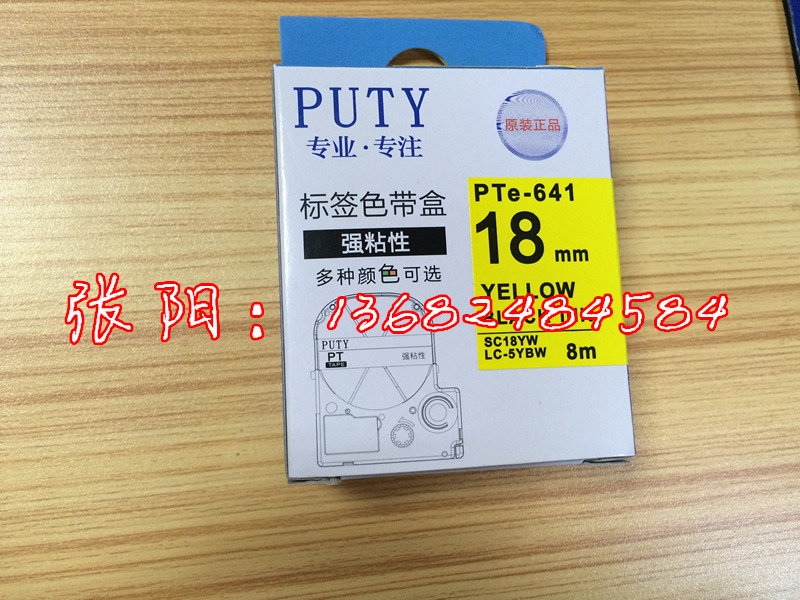 PUTY
专业·专注
原装正品
标签色带盒
强粘性
多种颜色可选
PTe-641
18 mm
YELLOW
SC18YW
LC-5YBW 8m
张阳：13682484584
PUTY
PT
TAPE
强粘性